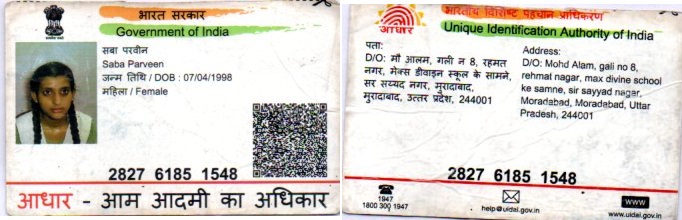 भारत सरकार
Government of India
सबा परवीन
Saba Parveen
जन्म तिथि / DOB : 07/04/1998
महिला / Female
2827 6185 1548
आधार - आम आदमी का अधिकार
भारतीय विशिष्ट पहचान प्राधिकरण
Unique Identification Authority of India
आधार
पता:
D/O: मौ आलम, गली न 8, रहमत
नगर, मेक्स डीवाइन स्कूल के सामने,
सर सय्यद नगर, मुरादाबाद,
मुरादाबाद, उत्तर प्रदेश, 244001
Address:
D/O: Mohd Alam, gali no 8,
rehmat nagar, max divine school
ke samne, sir sayyad nagar,
Moradabad, Moradabad, Uttar
Pradesh, 244001
2827 6185 1548
1947
1800 300 1947
help@uidai.gov.in
www
www.uidai.gov.in